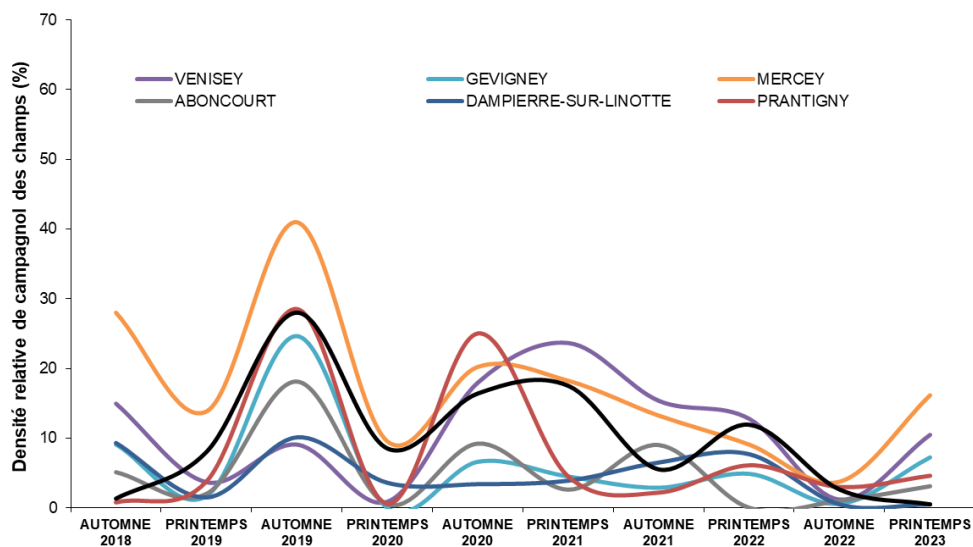 Densité relative de campagnol des champs (%)
70
60
50
40
30
20
10
0
VENISEY GEVIGNEY MERCEY
ABONCOURT DAMPIERRE-SUR-LINOTTE PRANTIGNY
AUTOMNE PRINTEMPS AUTOMNE PRINTEMPS AUTOMNE PRINTEMPS AUTOMNE PRINTEMPS AUTOMNE PRINTEMPS
2018 2019 2019 2020 2020 2021 2021 2022 2022 2023